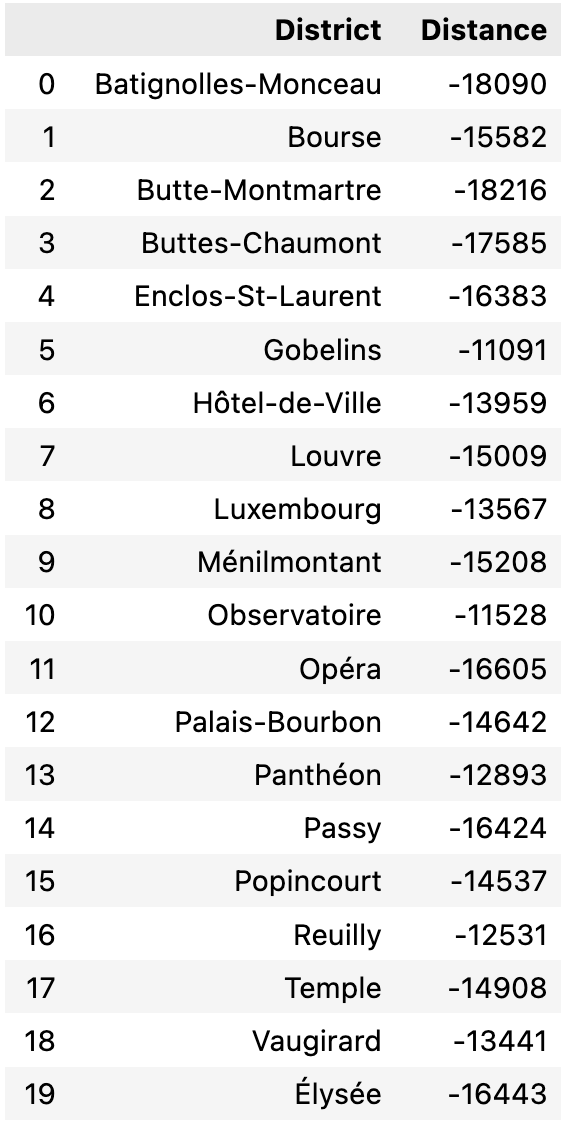 District Distance
0 Batignolles-Monceau -18090
1 Bourse -15582
2 Butte-Montmartre -18216
3 Buttes-Chaumont -17585
4 Enclos-St-Laurent -16383
5 Gobelins -11091
6 Hôtel-de-Ville -13959
7 Louvre -15009
8 Luxembourg -13567
9 Ménilmontant -15208
10 Observatoire -11528
11 Opéra -16605
12 Palais-Bourbon -14642
13 Panthéon -12893
14 Passy -16424
15 Popincourt -14537
16 Reuilly -12531
17 Temple -14908
18 Vaugirard -13441
19 Élysée -16443